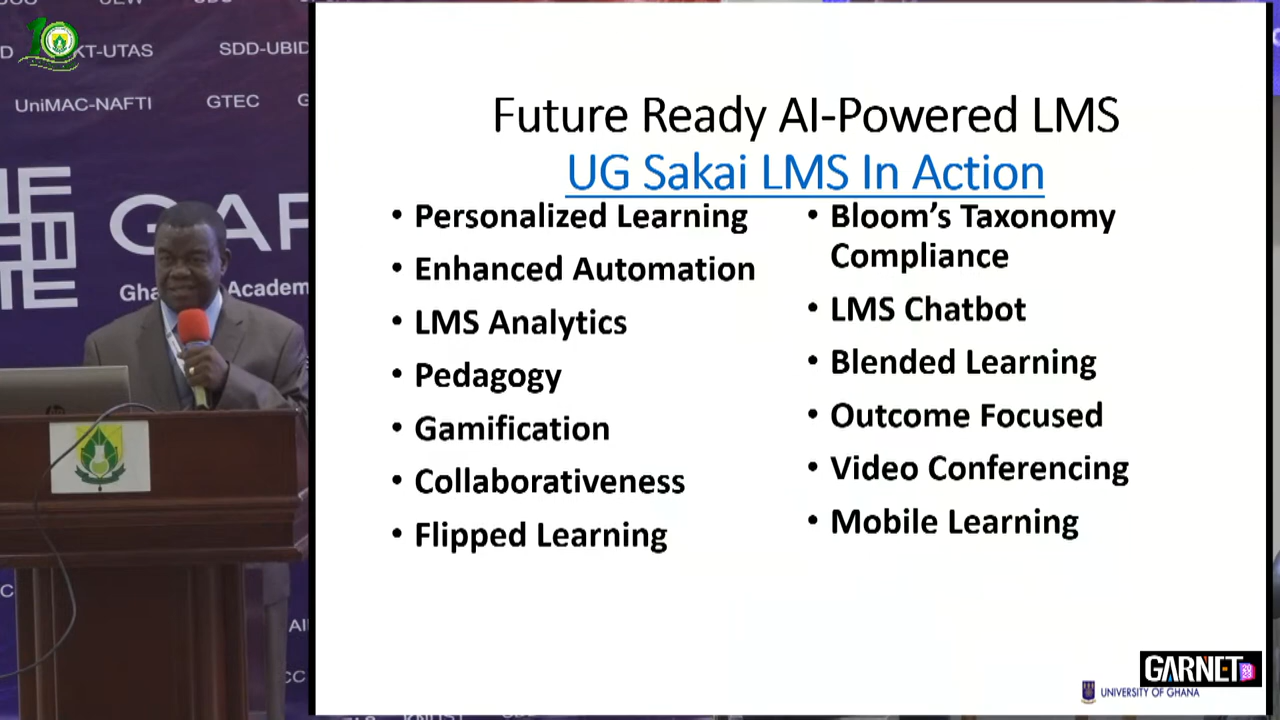 KT-UTAS
SDD-UBID
UniMAC-NAFTI
GTEC
GAR
Academ
Future Ready AI-Powered LMS
UG Sakai LMS In Action
• Personalized Learning
• Enhanced Automation
• LMS Analytics
• Pedagogy
• Gamification
• Collaborativeness
• Flipped Learning
• Bloom’s Taxonomy
Compliance
• LMS Chatbot
• Blended Learning
• Outcome Focused
• Video Conferencing
• Mobile Learning
GARNET
UNIVERSITY OF GHANA